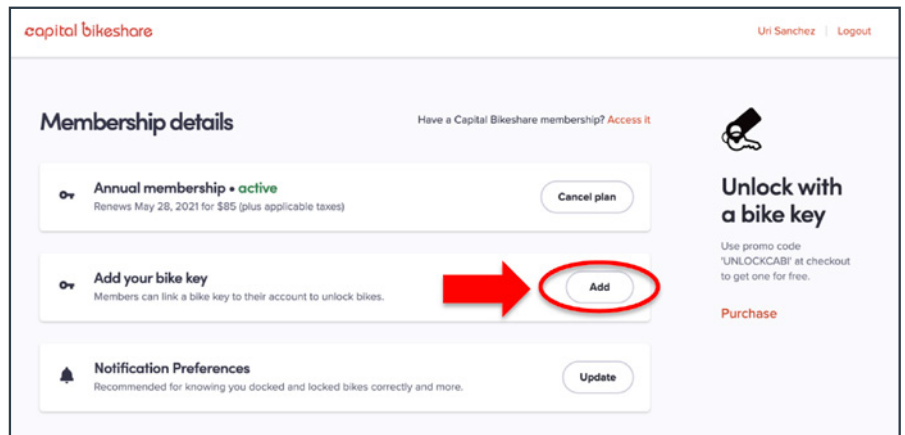 capital bikeshare
Uri Sanchez | Logout
Membership details
Have a Capital Bikeshare membership? Access it
Annual membership • active
Renews May 28, 2021 for $85 (plus applicable taxes)
Cancel plan
Add your bike key
Members can link a bike key to their account to unlock bikes.
Add
Notification Preferences
Recommended for knowing you docked and locked bikes correctly and more.
Update
Unlock with
a bike key
Use promo code
'UNLOCKCABI' at checkout
to get one for free.
Purchase